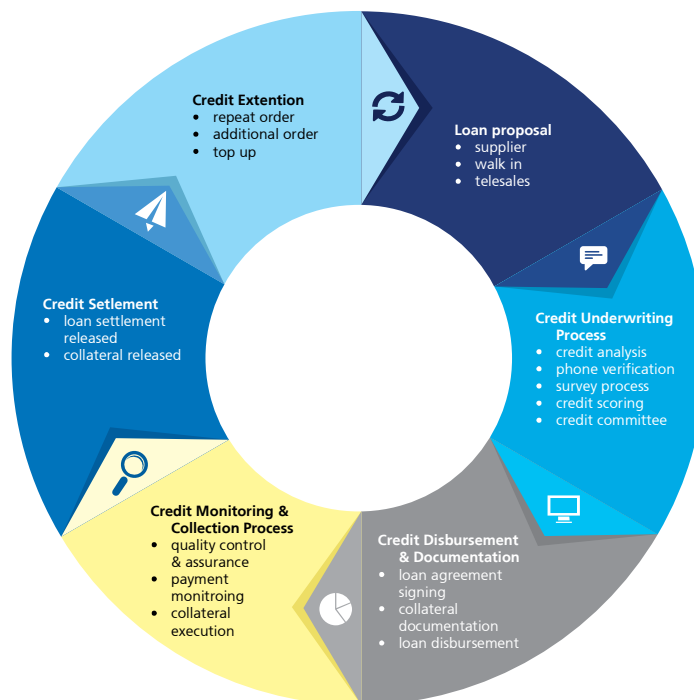 Credit Extention
• repeat order
• additional order
• top up
Loan proposal
• supplier
• walk in
• telesales
Credit Underwriting
Process
• credit analysis
• phone verification
• survey process
• credit scoring
• credit committee
Credit Disbursement
& Documentation
• loan agreement
signing
• collateral
documentation
• loan disbursement
Credit Monitoring &
Collection Process
• quality control
& assurance
• payment
monitroing
• collateral
execution
Credit Setlement
• loan settlement
released
• collateral released